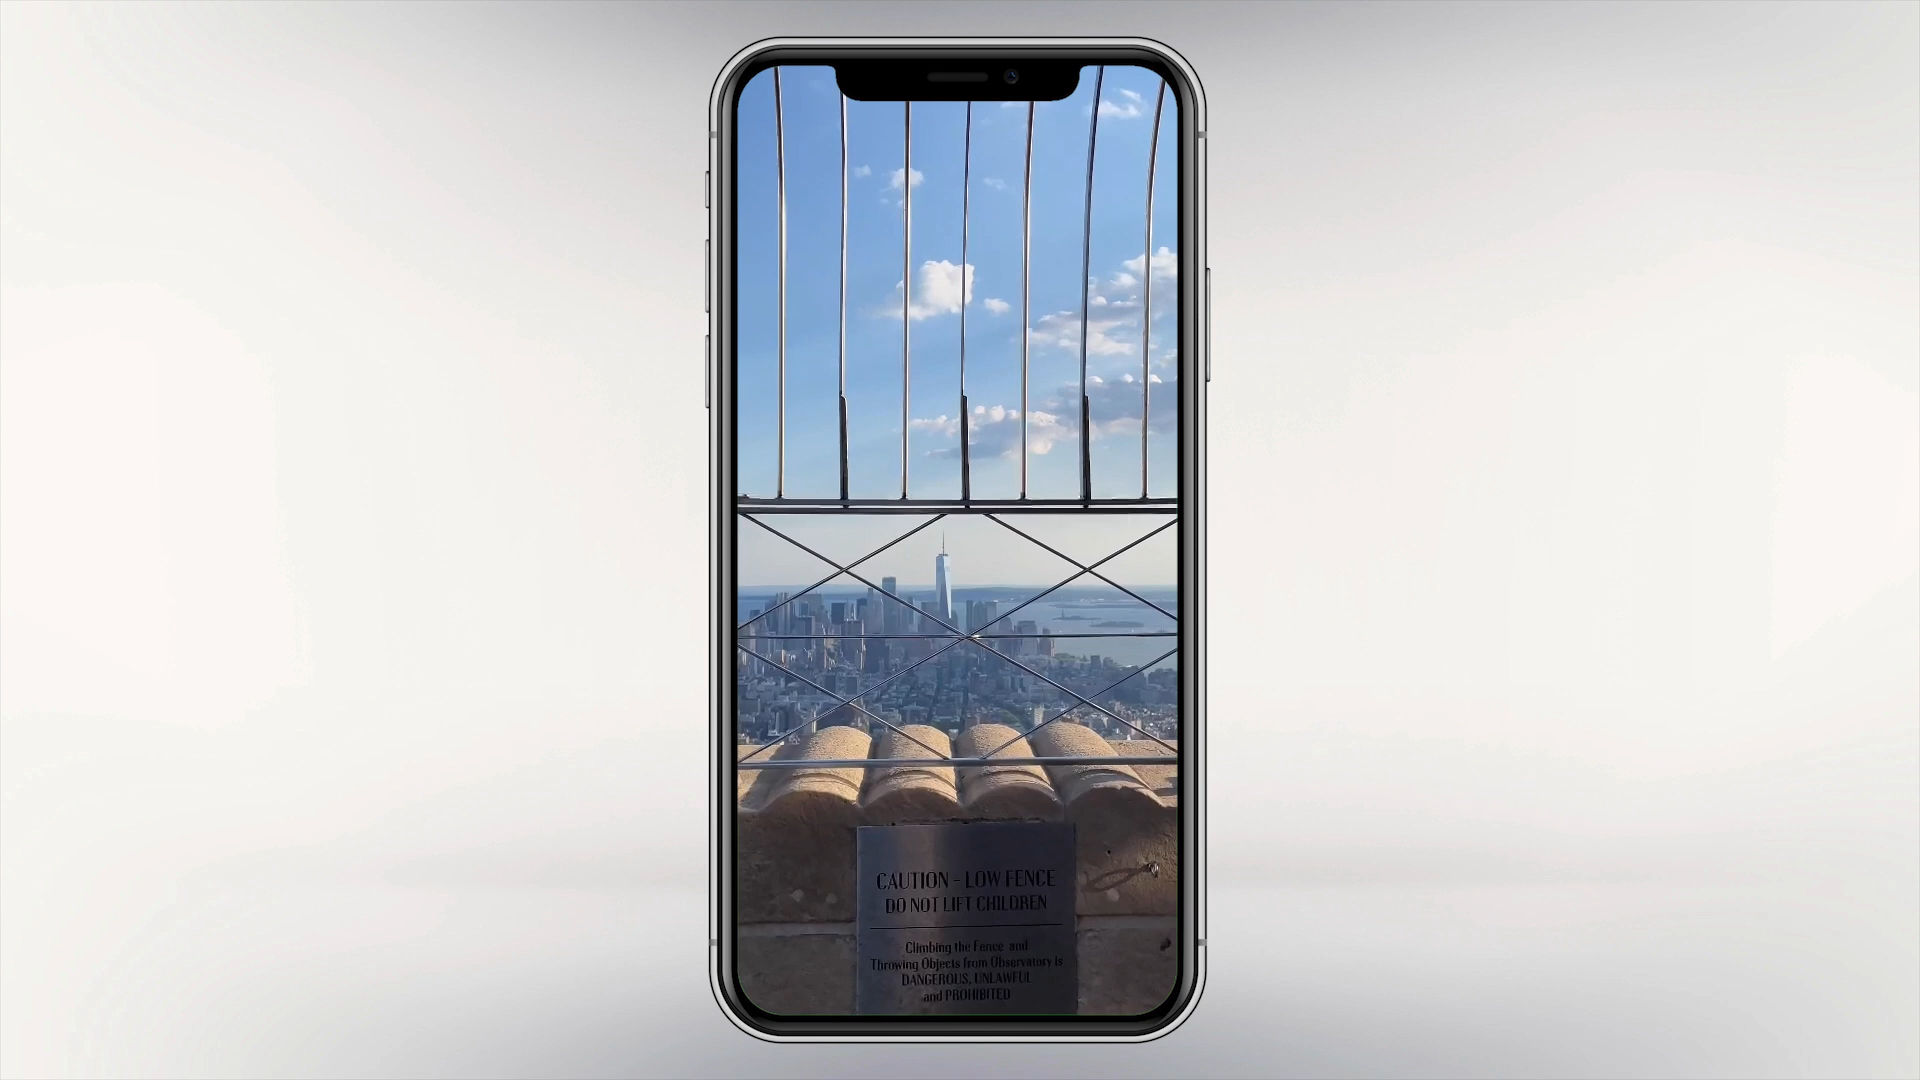 CAUTION - LOW FENCE
DO NOT LIFT CHILDREN
Climbing the Fence and
Throwing Objects from Observatory is
DANGEROUS, UNLAWFUL
and PROHIBITED